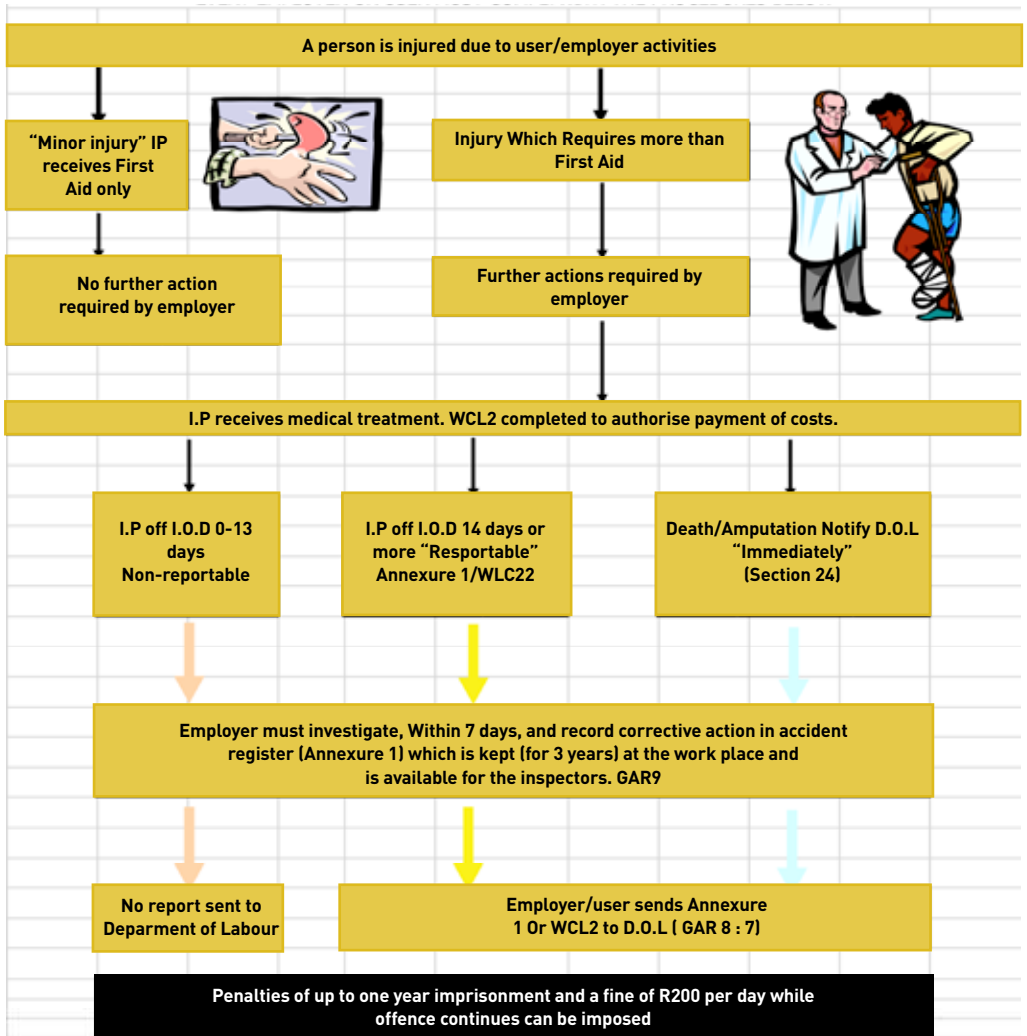 A person is injured due to user/employer activities
“Minor injury” IP
receives First
Aid only
Injury Which Requires more than
First Aid
No further action
required by employer
Further actions required by
employer
I.P receives medical treatment. WCL2 completed to authorise payment of costs.
I.P off I.O.D 0-13
days
Non-reportable
I.P off I.O.D 14 days or
more “Resportable”
Annexure 1/WLC22
Death/Amputation Notify D.O.L
“Immediately”
(Section 24)
Employer must investigate, Within 7 days, and record corrective action in accident
register (Annexure 1) which is kept (for 3 years) at the work place and
is available for the inspectors. GAR9
No report sent to
Deparment of Labour
Employer/user sends Annexure
1 Or WCL2 to D.O.L ( GAR 8 : 7)
Penalties of up to one year imprisonment and a fine of R200 per day while
offence continues can be imposed